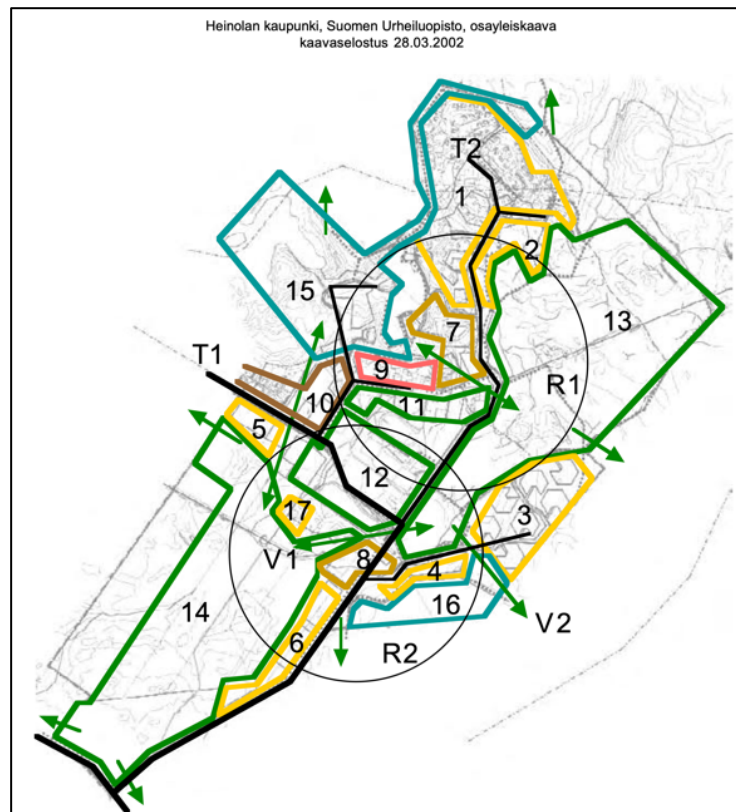 Heinolan kaupunki, Suomen Urheiluopisto, osayleiskaava
kaavaselostus 28.03.2002
T2
1
2
15
13
7
T1
9
R1
10
11
5
12
17
3
V1
8
4
14
16
V2
6
R2